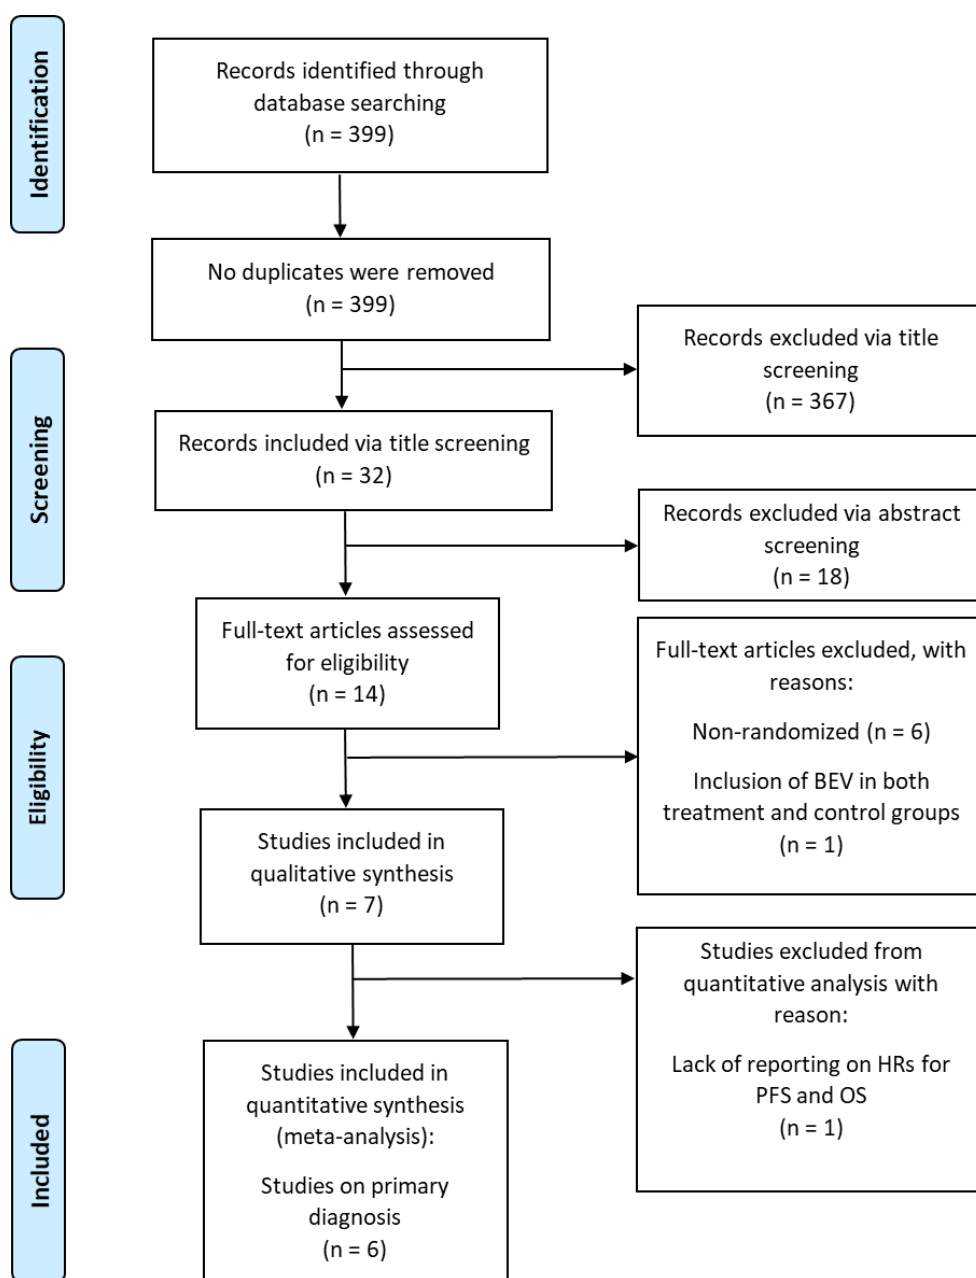 Identification
Records identified through
database searching
(n = 399)
No duplicates were removed
(n = 399)
Records excluded via title
screening
(n = 367)
Screening
Records included via title screening
(n = 32)
Records excluded via abstract
screening
(n = 18)
Eligibility
Full-text articles assessed
for eligibility
(n = 14)
Full-text articles excluded, with
reasons:
Non-randomized (n = 6)
Inclusion of BEV in both
treatment and control groups
(n = 1)
Studies included in
qualitative synthesis
(n = 7)
Studies excluded from
quantitative analysis with
reason:
Lack of reporting on HRs for
PFS and OS
(n = 1)
Included
Studies included in
quantitative synthesis
(meta-analysis):
Studies on primary
diagnosis
(n = 6)